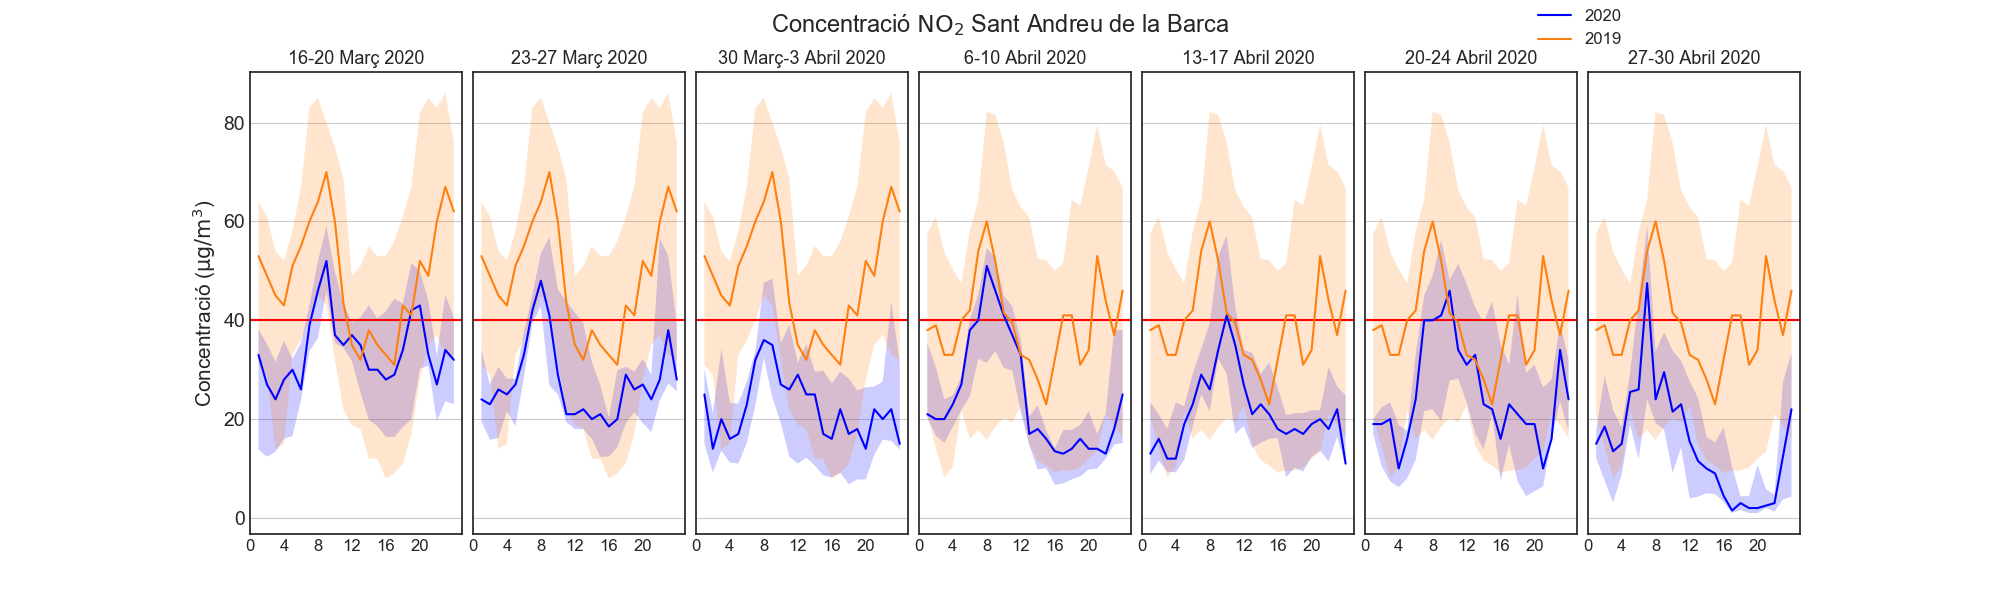 Concentració NO₂ Sant Andreu de la Barca
2020
2019
16-20 Març 2020
23-27 Març 2020
30 Març-3 Abril 2020
6-10 Abril 2020
13-17 Abril 2020
20-24 Abril 2020
27-30 Abril 2020
Concentració (µg/m³)
80
60
40
20
0
0 4 8 12 16 20
0 4 8 12 16 20
0 4 8 12 16 20
0 4 8 12 16 20
0 4 8 12 16 20
0 4 8 12 16 20
0 4 8 12 16 20